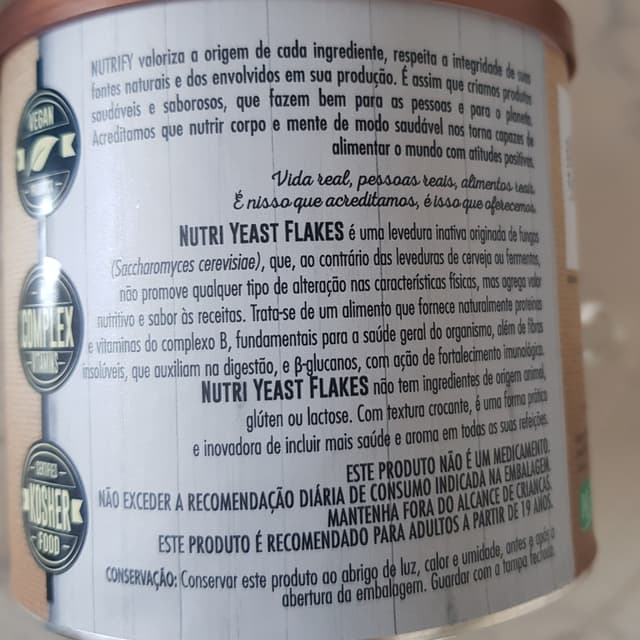 NUTRIFY valoriza a origem de cada ingrediente, respeita a integridade de suas
fontes naturais e dos envolvidos em sua produção. É assim que criamos produtos
saudáveis e saborosos, que fazem bem para as pessoas e para o planeta.
Acreditamos que nutrir corpo e mente de modo saudável nos torna capazes de
alimentar o mundo com atitudes positivas.
Vida real, pessoas reais, alimentos reais.
É nisso que acreditamos, é isso que oferecemos.
NUTRI YEAST FLAKES é uma levedura inativa originada de fungos
(Saccharomyces cerevisiae), que, ao contrário das leveduras de cerveja ou fermentos,
não promove qualquer tipo de alteração nas características físicas, mas agrega valor
nutritivo e sabor às receitas. Trata-se de um alimento que fornece naturalmente proteínas
e vitaminas do complexo B, fundamentais para a saúde geral do organismo, além de fibras
insolúveis, que auxiliam na digestão, e β-glucanos, com ação de fortalecimento imunológico.
NUTRI YEAST FLAKES não tem ingredientes de origem animal,
glúten ou lactose. Com textura crocante, é uma forma prática
e inovadora de incluir mais saúde e aroma em todas as suas refeições.
ESTE PRODUTO NÃO É UM MEDICAMENTO.
NÃO EXCEDER A RECOMENDAÇÃO DIÁRIA DE CONSUMO INDICADA NA EMBALAGEM.
MANTENHA FORA DO ALCANCE DE CRIANÇAS.
ESTE PRODUTO É RECOMENDADO PARA ADULTOS A PARTIR DE 19 ANOS.
CONSERVAÇÃO: Conservar este produto ao abrigo de luz, calor e umidade, antes e após a
abertura da embalagem. Guardar com a tampa fechada.
VEGAN
COMPLEX
VITAMINS
CERTIFIED
KOSHER
FOOD